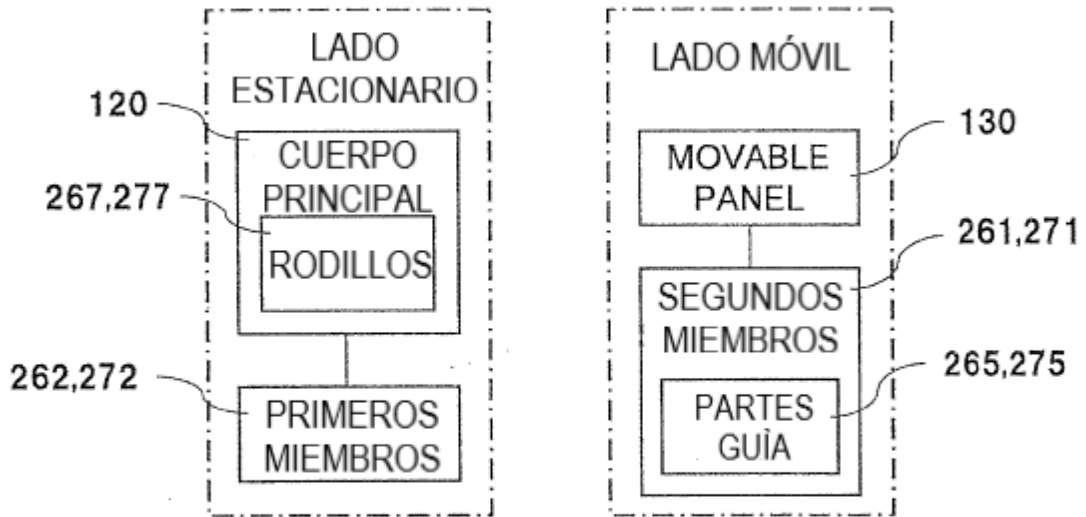 LADO
ESTACIONARIO
120
CUERPO
PRINCIPAL
267,277
RODILLOS
262,272
PRIMEROS
MIEMBROS
LADO MÓVIL
130
MOVABLE
PANEL
261,271
SEGUNDOS
MIEMBROS
265,275
PARTES
GUÌA